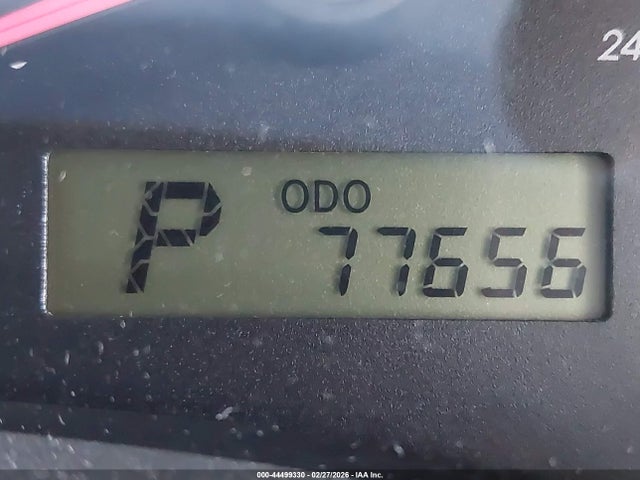 24
P ODO
77656
000-44499330 - 02/27/2026 - IAA Inc.